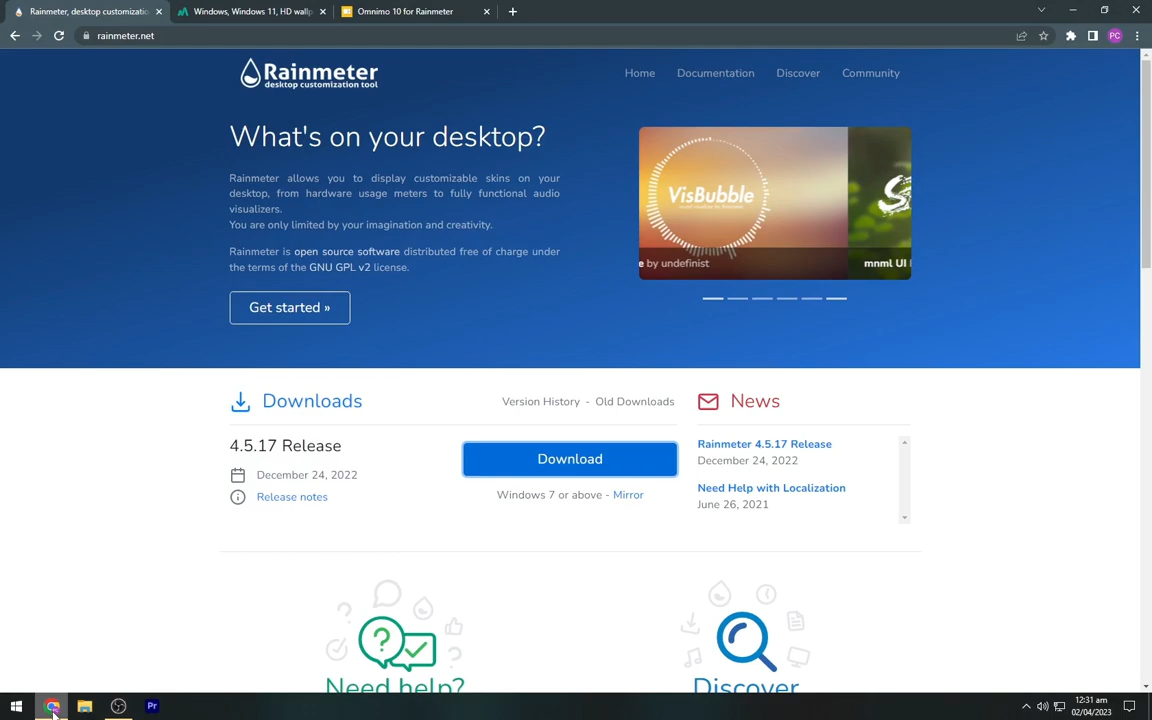 Rainmeter, desktop customizatio
Windows, Windows 11, HD wallp
Omnimo 10 for Rainmeter
rainmeter.net
PC
Rainmeter
desktop customization tool
Home
Documentation
Discover
Community
What's on your desktop?
Rainmeter allows you to display customizable skins on your
desktop, from hardware usage meters to fully functional audio
visualizers.
You are only limited by your imagination and creativity.
Rainmeter is open source software distributed free of charge under
the terms of the GNU GPL v2 license.
Get started »
VisBubble
e by undefinist
mnml UI
Downloads
Version History - Old Downloads
4.5.17 Release
December 24, 2022
Release notes
Download
Windows 7 or above - Mirror
News
Rainmeter 4.5.17 Release
December 24, 2022
Need Help with Localization
June 26, 2021
Need help?
Discover
Pr
12:31 am
02/04/2023